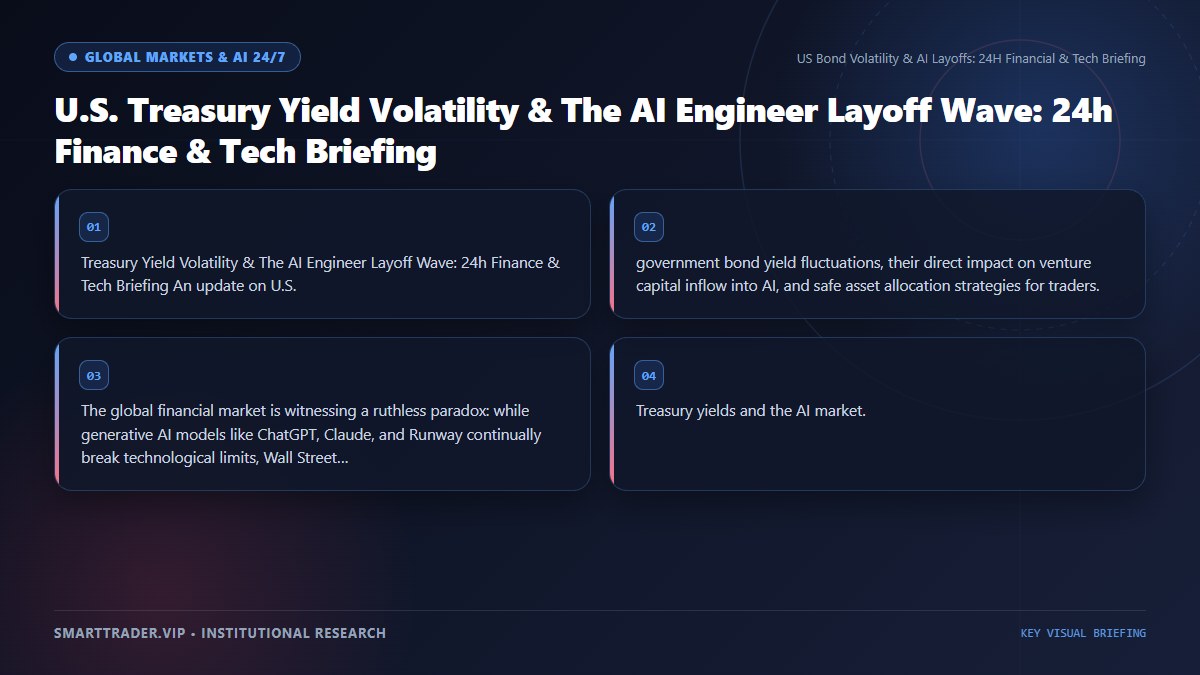 GLOBAL MARKETS & AI 24/7
US Bond Volatility & AI Layoffs: 24H Financial & Tech Briefing
U.S. Treasury Yield Volatility & The AI Engineer Layoff Wave: 24h
Finance & Tech Briefing
01
Treasury Yield Volatility & The AI Engineer Layoff Wave: 24h Finance &
Tech Briefing An update on U.S.
02
government bond yield fluctuations, their direct impact on venture
capital inflow into AI, and safe asset allocation strategies for traders.
03
The global financial market is witnessing a ruthless paradox: while
generative AI models like ChatGPT, Claude, and Runway continually
break technological limits, Wall Street...
04
Treasury yields and the AI market.
SMARTTRADER.VIP • INSTITUTIONAL RESEARCH
KEY VISUAL BRIEFING